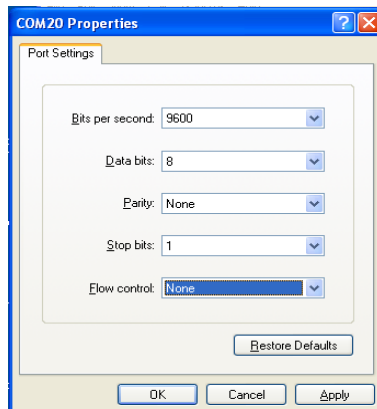 COM20 Properties
Port Settings
Bits per second: 9600
Data bits: 8
Parity: None
Stop bits: 1
Flow control: None
Restore Defaults
OK Cancel Apply